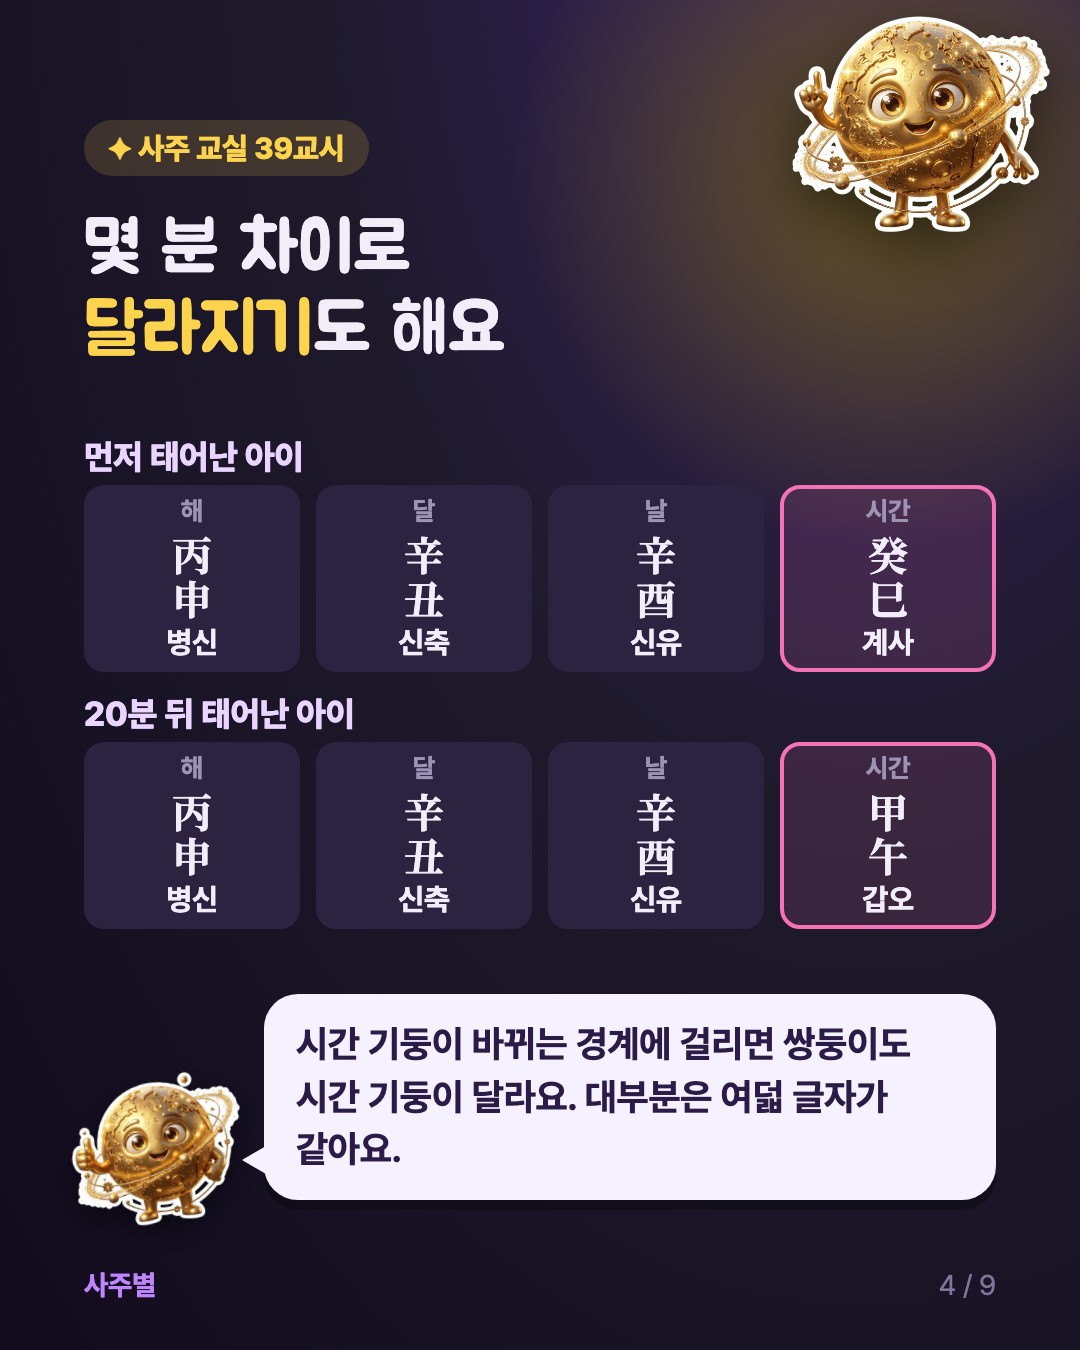 ✦ 사주 교실 39교시
몇 분 차이로
달라지기도 해요
먼저 태어난 아이
해
丙
申
병신
달
辛
丑
신축
날
辛
酉
신유
시간
癸
巳
계사
20분 뒤 태어난 아이
해
丙
申
병신
달
辛
丑
신축
날
辛
酉
신유
시간
甲
午
갑오
시간 기둥이 바뀌는 경계에 걸리면 쌍둥이도
시간 기둥이 달라요. 대부분은 여덟 글자가
같아요.
사주별
4 / 9